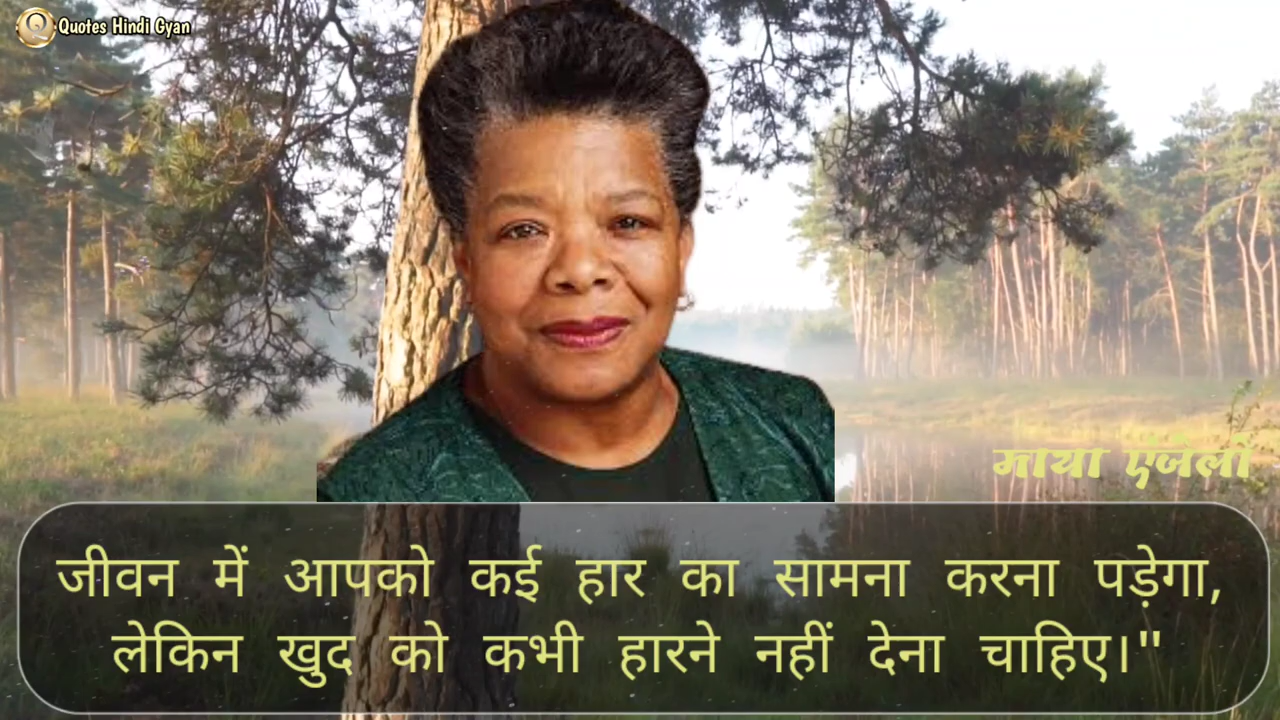 Quotes Hindi Gyan
माया एंजेलो
जीवन में आपको कई हार का सामना करना पड़ेगा,
लेकिन खुद को कभी हारने नहीं देना चाहिए।"